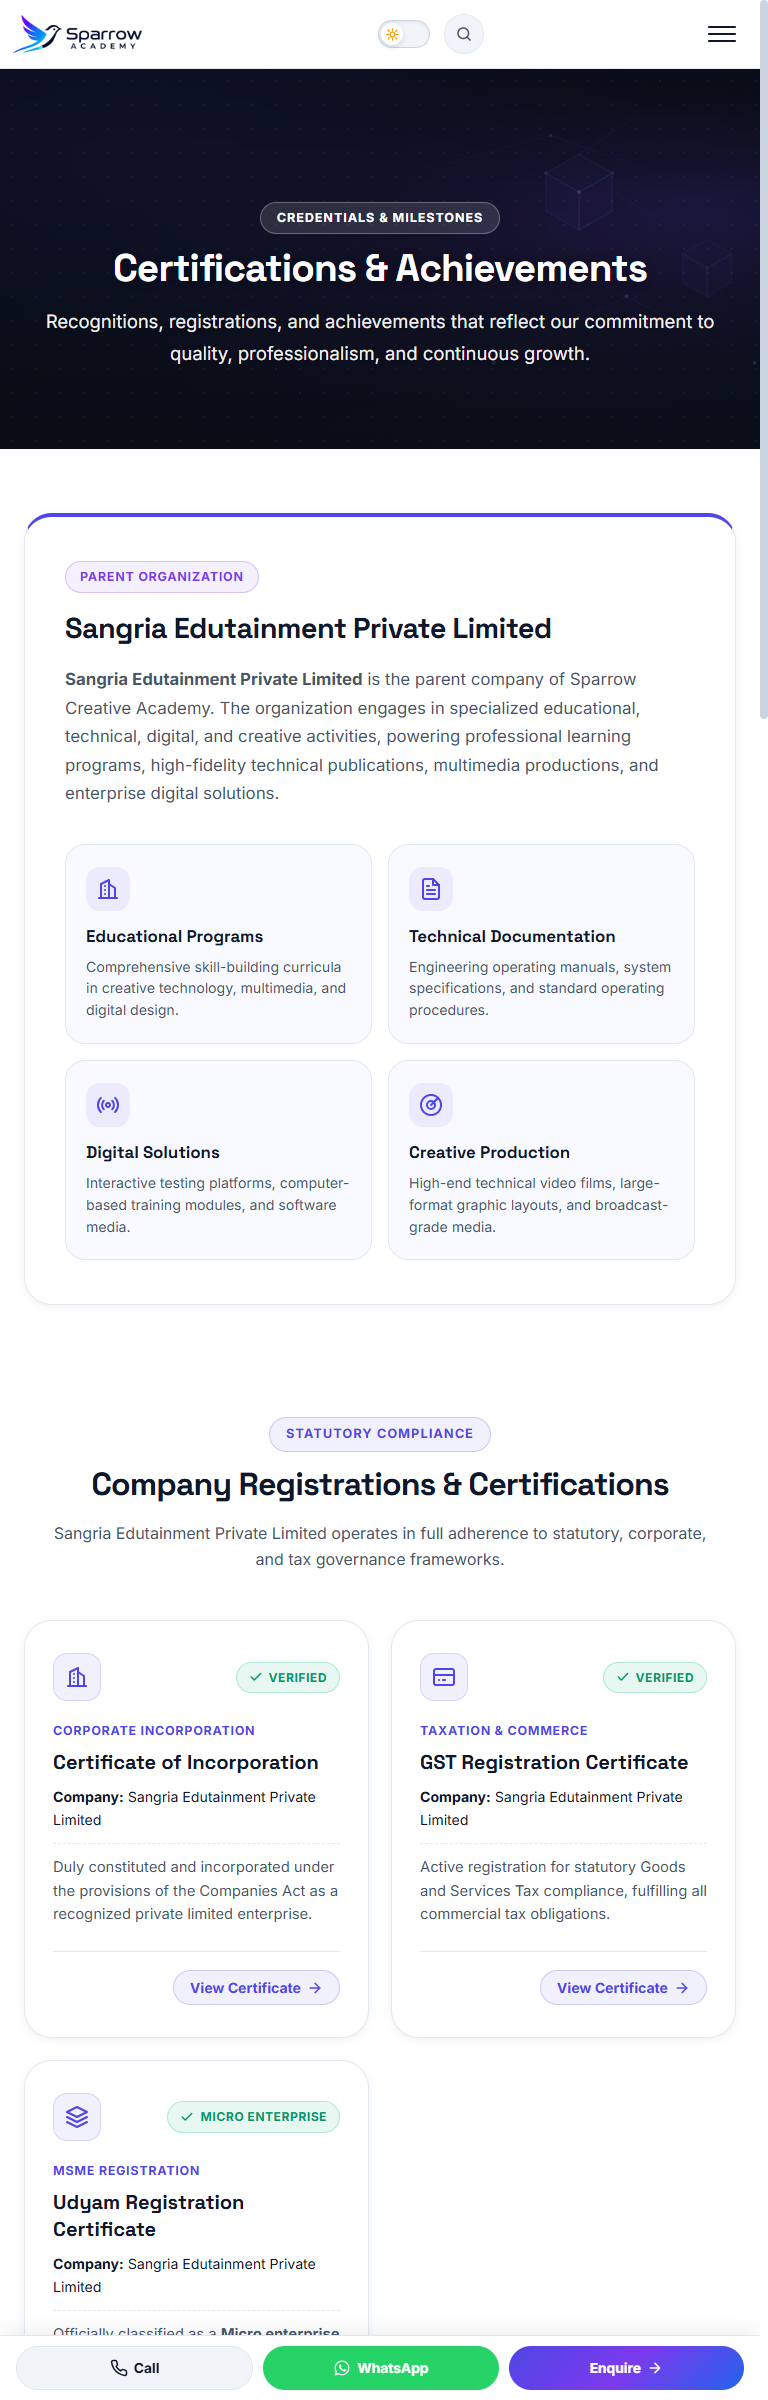 Sparrow
ACADEMY
CREDENTIALS & MILESTONES
Certifications & Achievements
Recognitions, registrations, and achievements that reflect our commitment to
quality, professionalism, and continuous growth.
PARENT ORGANIZATION
Sangria Edutainment Private Limited
Sangria Edutainment Private Limited is the parent company of Sparrow
Creative Academy. The organization engages in specialized educational,
technical, digital, and creative activities, powering professional learning
programs, high-fidelity technical publications, multimedia productions, and
enterprise digital solutions.
Educational Programs
Comprehensive skill-building curricula
in creative technology, multimedia, and
digital design.
Technical Documentation
Engineering operating manuals, system
specifications, and standard operating
procedures.
Digital Solutions
Interactive testing platforms, computer-
based training modules, and software
media.
Creative Production
High-end technical video films, large-
format graphic layouts, and broadcast-
grade media.
STATUTORY COMPLIANCE
Company Registrations & Certifications
Sangria Edutainment Private Limited operates in full adherence to statutory, corporate,
and tax governance frameworks.
VERIFIED
CORPORATE INCORPORATION
Certificate of Incorporation
Company: Sangria Edutainment Private
Limited
Duly constituted and incorporated under
the provisions of the Companies Act as a
recognized private limited enterprise.
View Certificate →
VERIFIED
TAXATION & COMMERCE
GST Registration Certificate
Company: Sangria Edutainment Private
Limited
Active registration for statutory Goods
and Services Tax compliance, fulfilling all
commercial tax obligations.
View Certificate →
MICRO ENTERPRISE
MSME REGISTRATION
Udyam Registration
Certificate
Company: Sangria Edutainment Private
Limited
Officially classified as a Micro enterprise
Call
WhatsApp
Enquire →